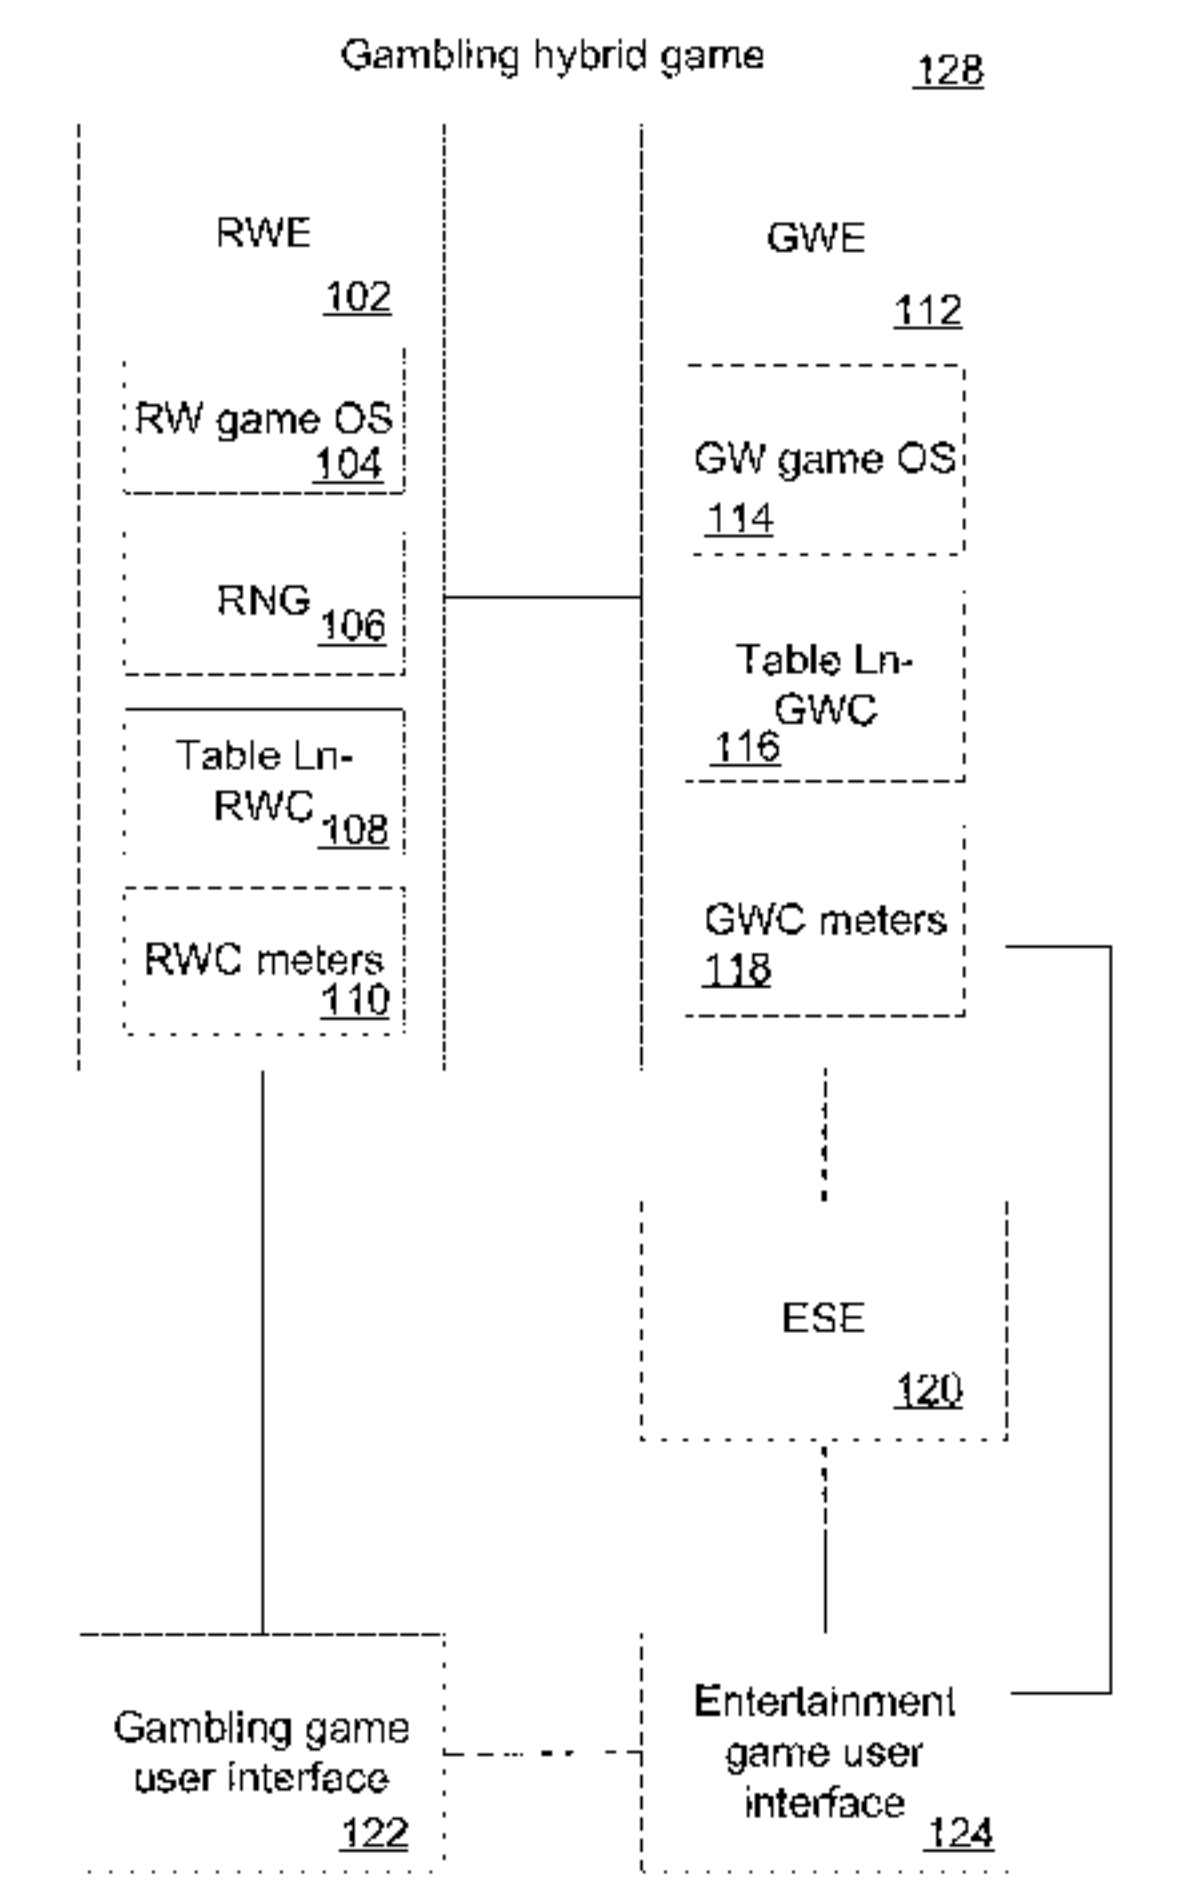 Gambling hybrid game
128
RWE
102
RW game OS
104
RNG
106
Table Ln-
RWC
108
RWC meters
110
GWE
112
GW game OS
114
Table Ln-
GWC
116
GWC meters
118
ESE
120
Gambling game
user interface
122
Entertainment
game user
interface
124